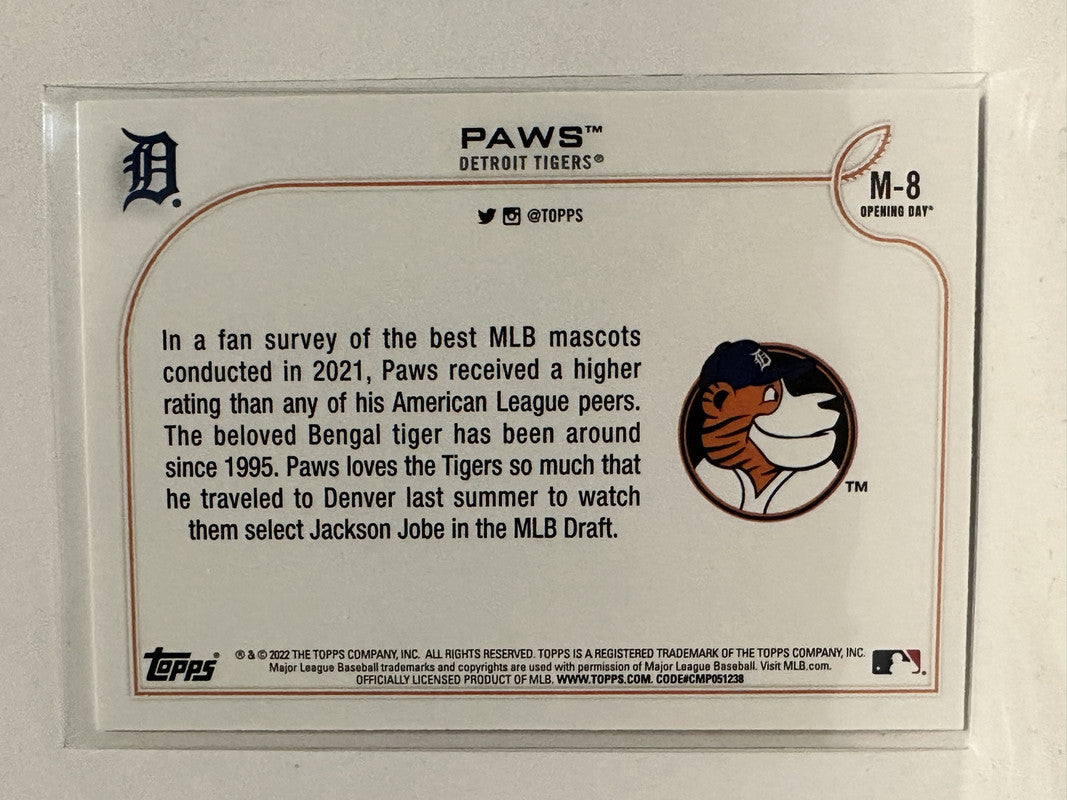 D.
PAWS™
DETROIT TIGERS®
M-8
OPENING DAY®
@TOPPS
In a fan survey of the best MLB mascots
conducted in 2021, Paws received a higher
rating than any of his American League peers.
The beloved Bengal tiger has been around
since 1995. Paws loves the Tigers so much that
he traveled to Denver last summer to watch
them select Jackson Jobe in the MLB Draft.
D
TM
topps®
® & © 2022 THE TOPPS COMPANY, INC. ALL RIGHTS RESERVED. TOPPS IS A REGISTERED TRADEMARK OF THE TOPPS COMPANY, INC.
Major League Baseball trademarks and copyrights are used with permission of Major League Baseball. Visit MLB.com.
OFFICIALLY LICENSED PRODUCT OF MLB. WWW.TOPPS.COM. CODE#CMP051238